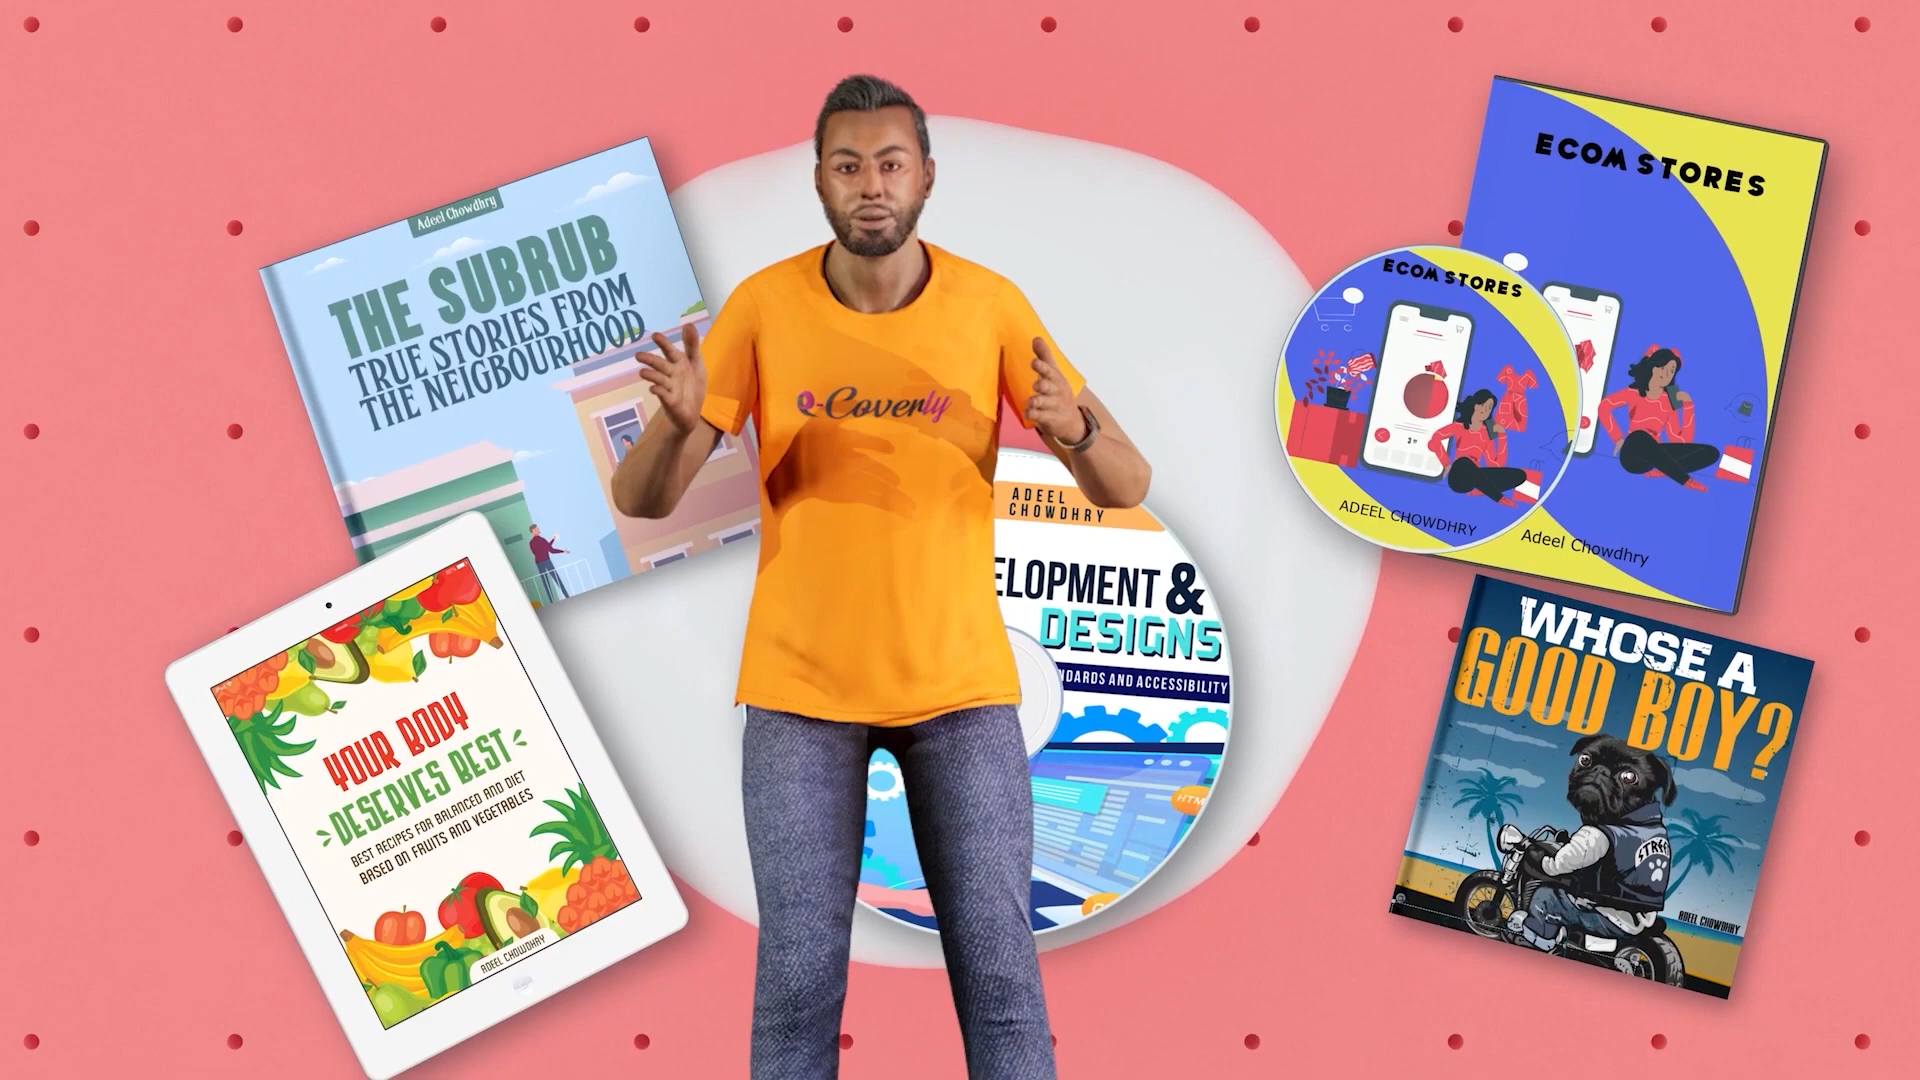 Adeel Chowdhry
THE SUBRUB
TRUE STORIES FROM
THE NEIGBOURHOOD
e-Coverly
YOUR BODY
DESERVES BEST
BEST RECIPES FOR BALANCED AND DIET
BASED ON FRUITS AND VEGETABLES
ADEEL CHOWDHRY
ADEEL
CHOWDHRY
ELOPMENT &
DESIGNS
NDARDS AND ACCESSIBILITY
HTM
ECOM STORES
Adeel Chowdhry
ECOM STORES
ADEEL CHOWDHRY
WHOSE A
GOOD BOY?
STREE
ADEEL CHOWDHRY